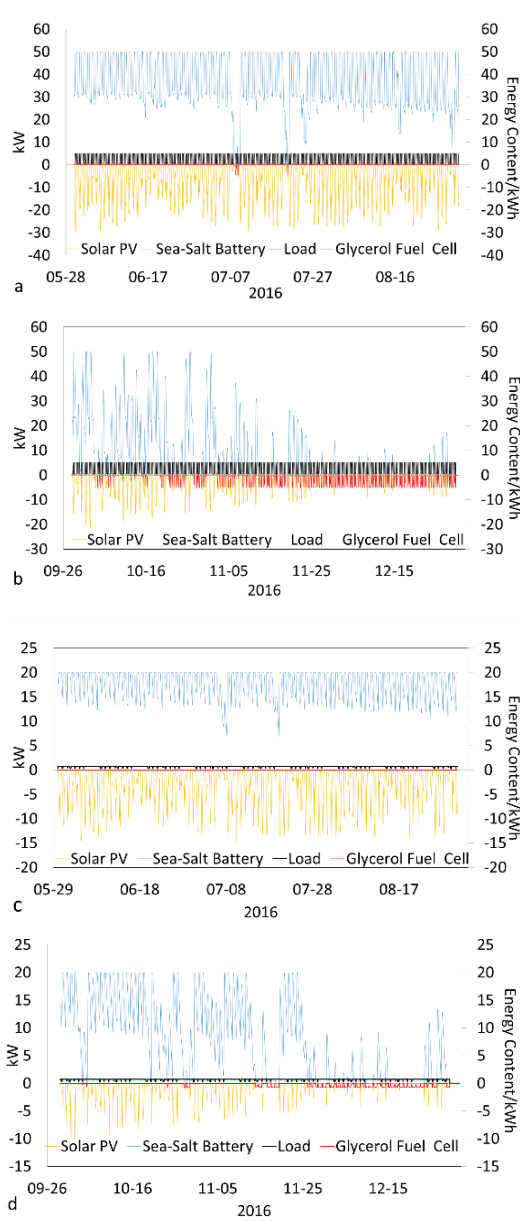 60 60
50 50
40 40
30 30
20 20
10 10
0 0
-10 -10
-20 -20
-30 -30
-40 -40
kW
Energy Content/kWh
Solar PV Sea-Salt Battery Load Glycerol Fuel Cell
05-28 06-17 07-07 07-27 08-16
2016
a
60 60
50 50
40 40
30 30
20 20
10 10
0 0
-10 -10
-20 -20
-30 -30
kW
Energy Content/kWh
Solar PV Sea-Salt Battery Load Glycerol Fuel Cell
09-26 10-16 11-05 11-25 12-15
2016
b
25 25
20 20
15 15
10 10
5 5
0 0
-5 -5
-10 -10
-15 -15
-20 -20
kW
Energy Content/kWh
Solar PV Sea-Salt Battery Load Glycerol Fuel Cell
05-29 06-18 07-08 07-28 08-17
2016
c
25 25
20 20
15 15
10 10
5 5
0 0
-5 -5
-10 -10
-15 -15
kW
Energy Content/kWh
Solar PV Sea-Salt Battery Load Glycerol Fuel Cell
09-26 10-16 11-05 11-25 12-15
2016
d